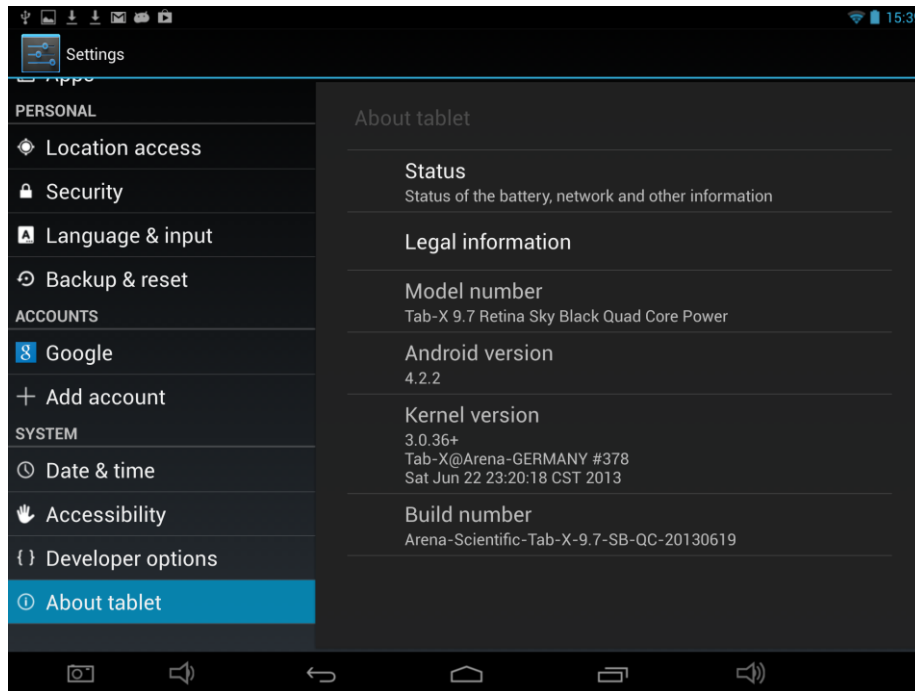 15:3
Settings
Apps
PERSONAL
Location access
Security
Language & input
Backup & reset
ACCOUNTS
Google
Add account
SYSTEM
Date & time
Accessibility
Developer options
About tablet
About tablet
Status
Status of the battery, network and other information
Legal information
Model number
Tab-X 9.7 Retina Sky Black Quad Core Power
Android version
4.2.2
Kernel version
3.0.36+
Tab-X@Arena-GERMANY #378
Sat Jun 22 23:20:18 CST 2013
Build number
Arena-Scientific-Tab-X-9.7-SB-QC-20130619